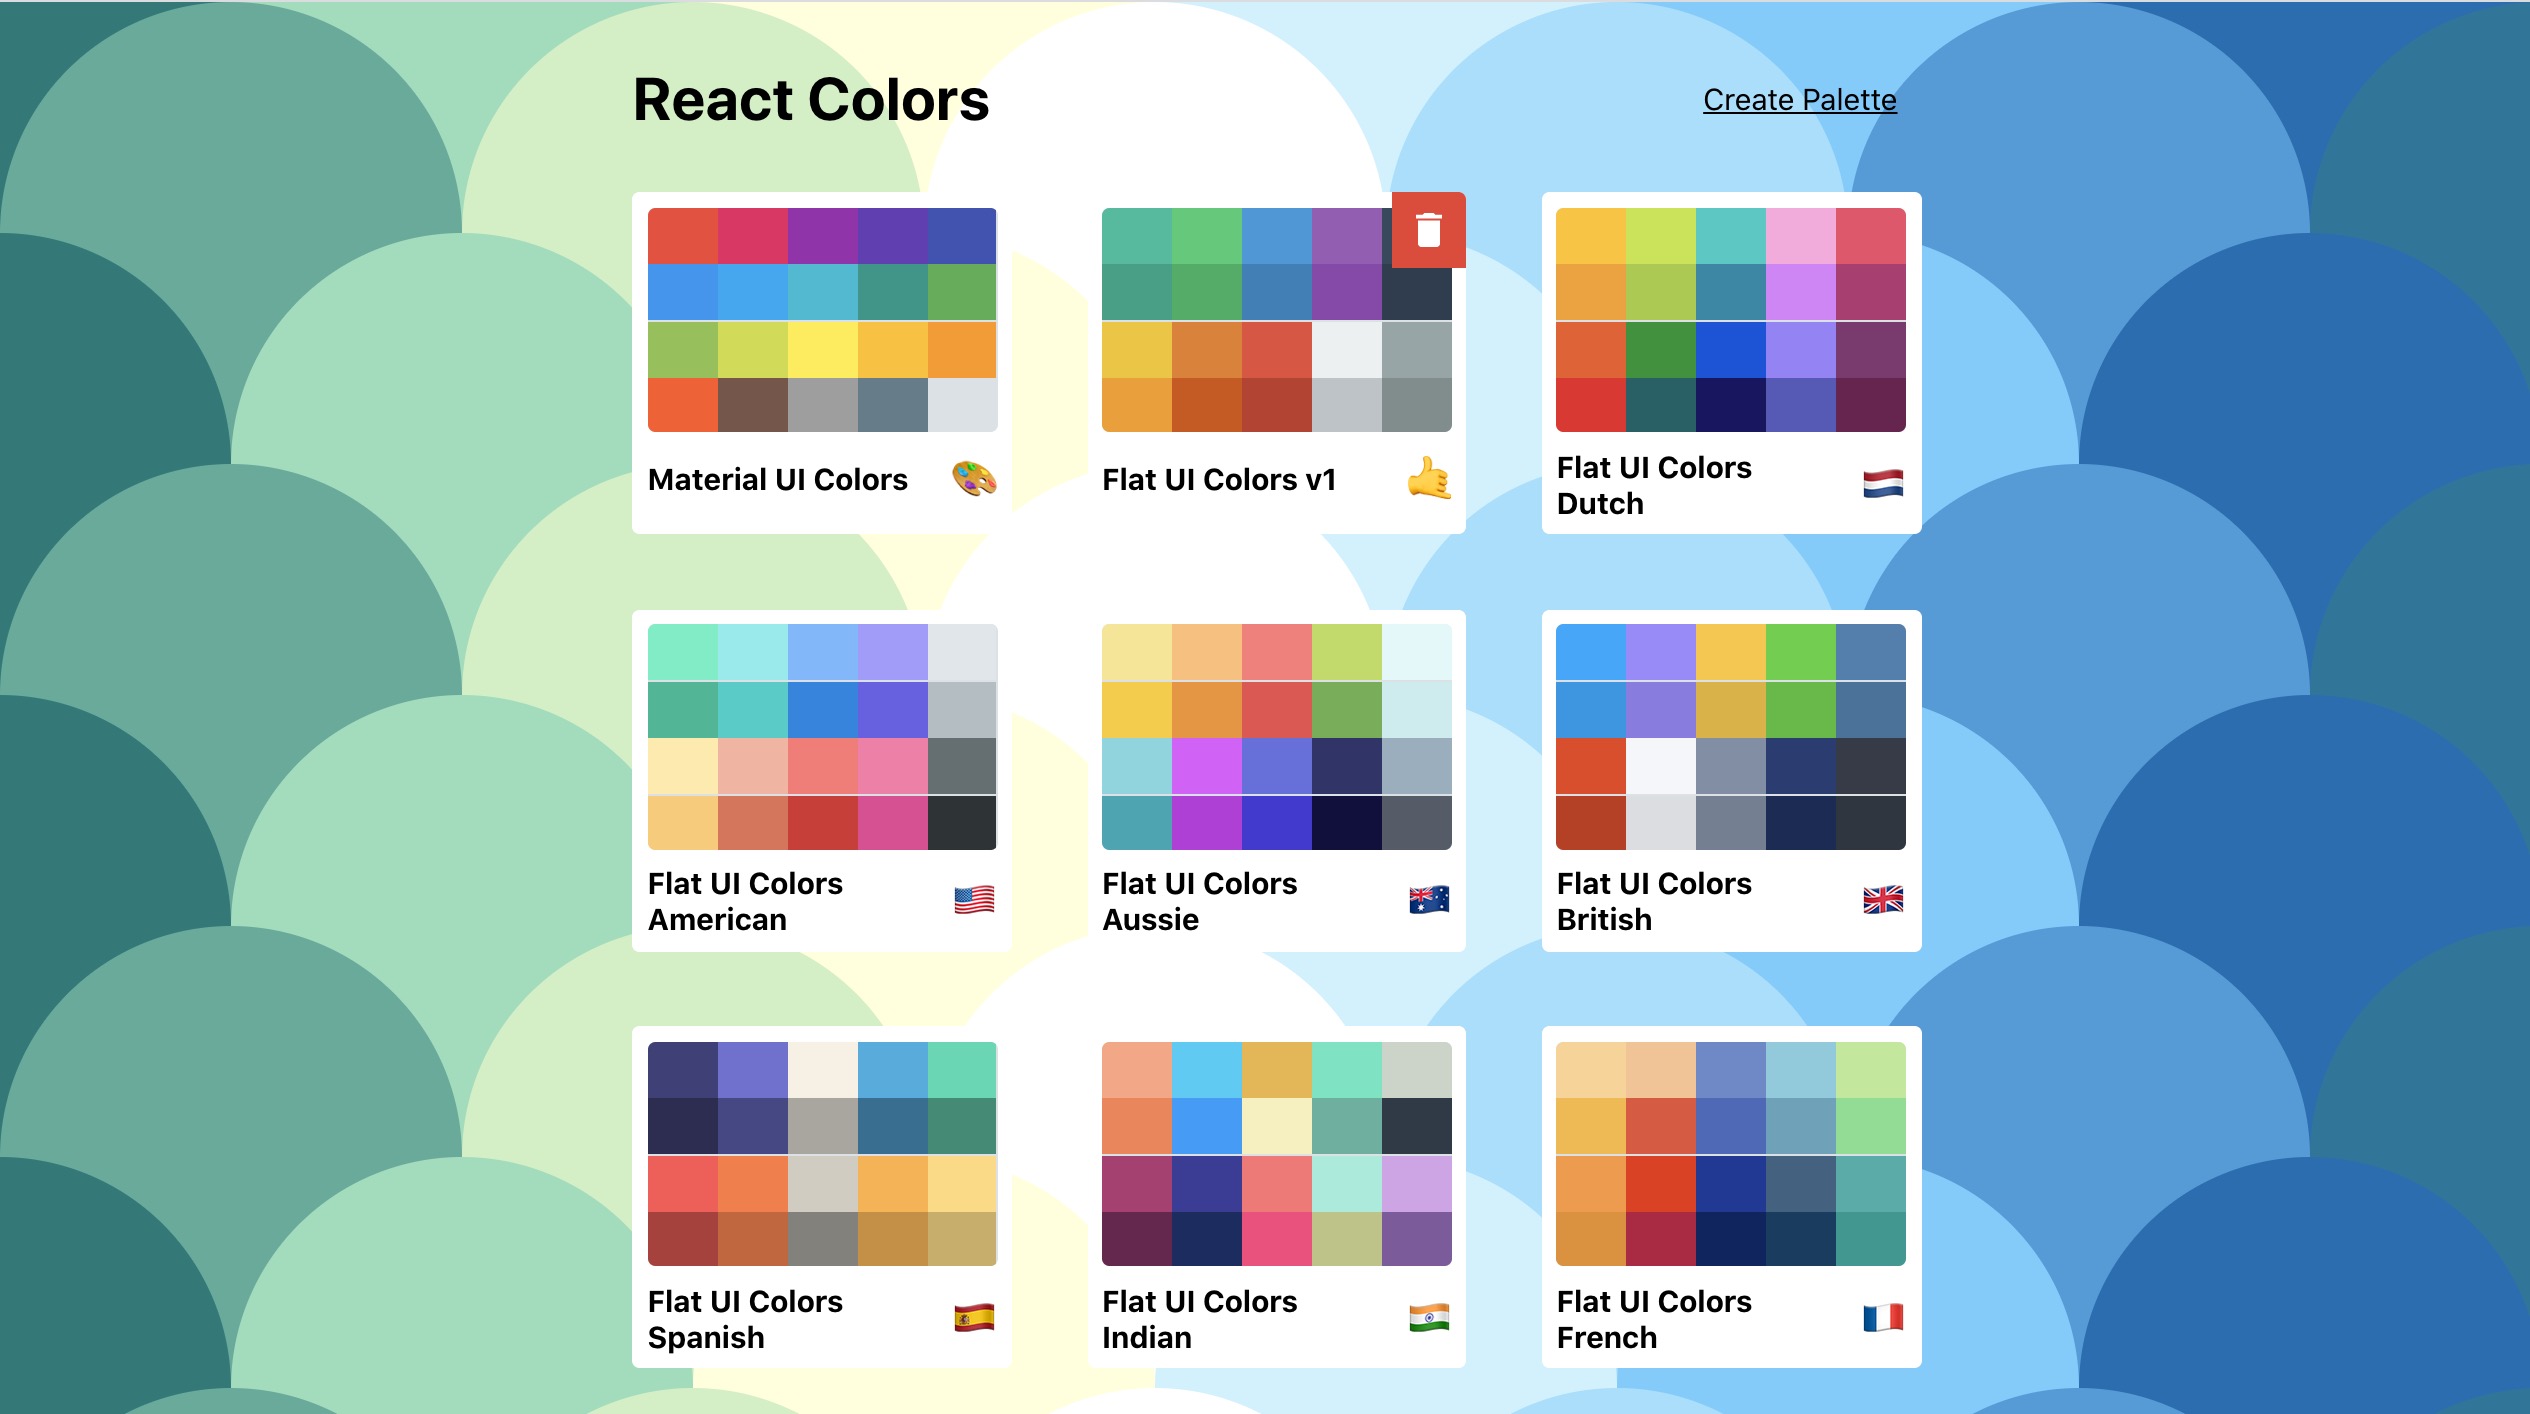 React Colors
Create Palette
Material UI Colors
Flat UI Colors v1
Flat UI Colors
Dutch
Flat UI Colors
American
Flat UI Colors
Aussie
Flat UI Colors
British
Flat UI Colors
Spanish
Flat UI Colors
Indian
Flat UI Colors
French